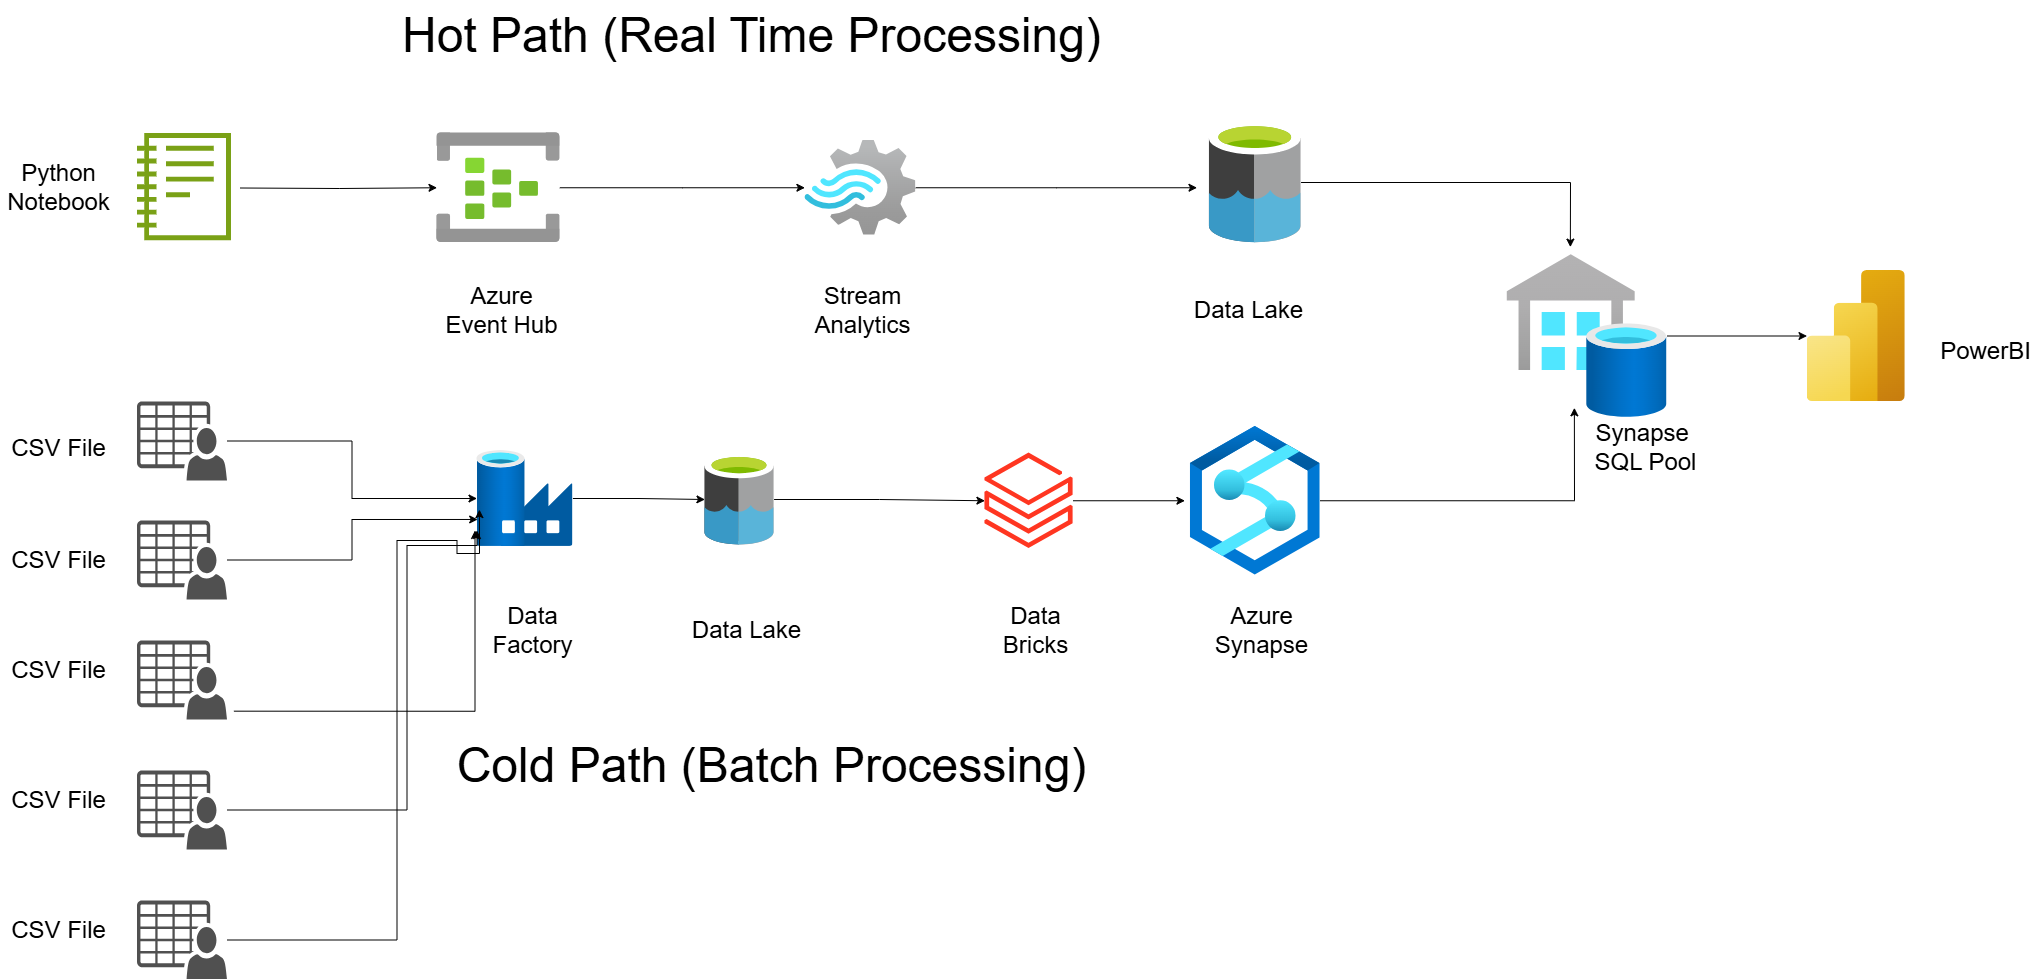 Hot Path (Real Time Processing)
Python
Notebook
Azure
Event Hub
Stream
Analytics
Data Lake
PowerBI
Synapse
SQL Pool
CSV File
CSV File
CSV File
CSV File
CSV File
Data
Factory
Data Lake
Data
Bricks
Azure
Synapse
Cold Path (Batch Processing)